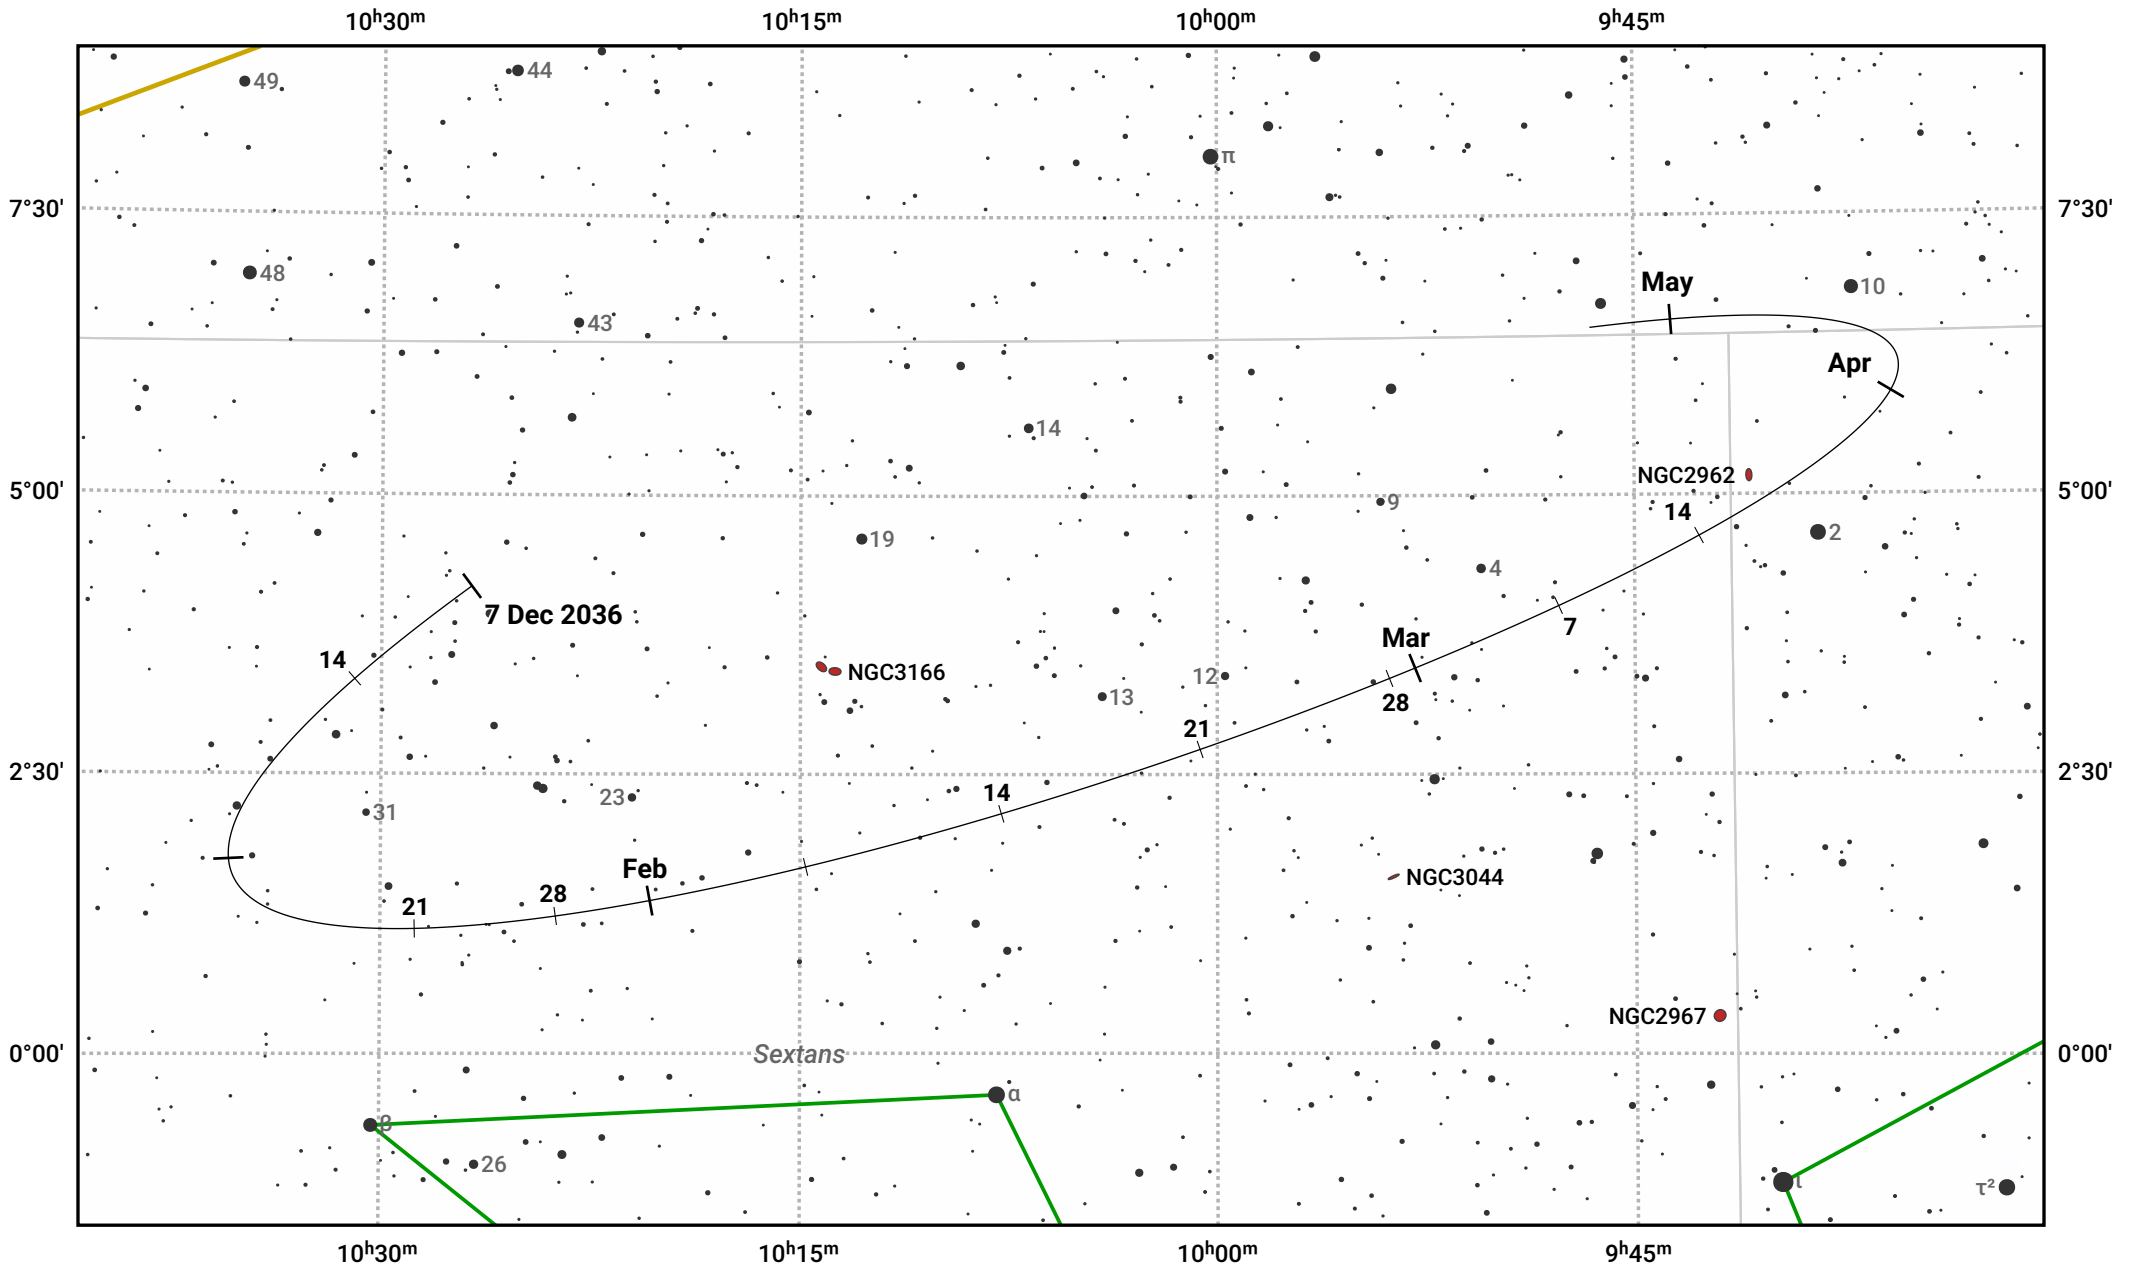 10ʰ30ᵐ 10ʰ15ᵐ 10ʰ00ᵐ 9ʰ45ᵐ
49
44
π
7°30' 7°30'
48
43
May
10
Apr
14
NGC2962
5°00' 9 5°00'
14
2
19
4
7 Dec 2036
7
Mar
14
NGC3166
12
13
28
21
2°30' 2°30'
14
23
31
Feb
NGC3044
28
21
NGC2967
0°00' Sextans 0°00'
α
β
26
ι
τ²
10ʰ30ᵐ 10ʰ15ᵐ 10ʰ00ᵐ 9ʰ45ᵐ